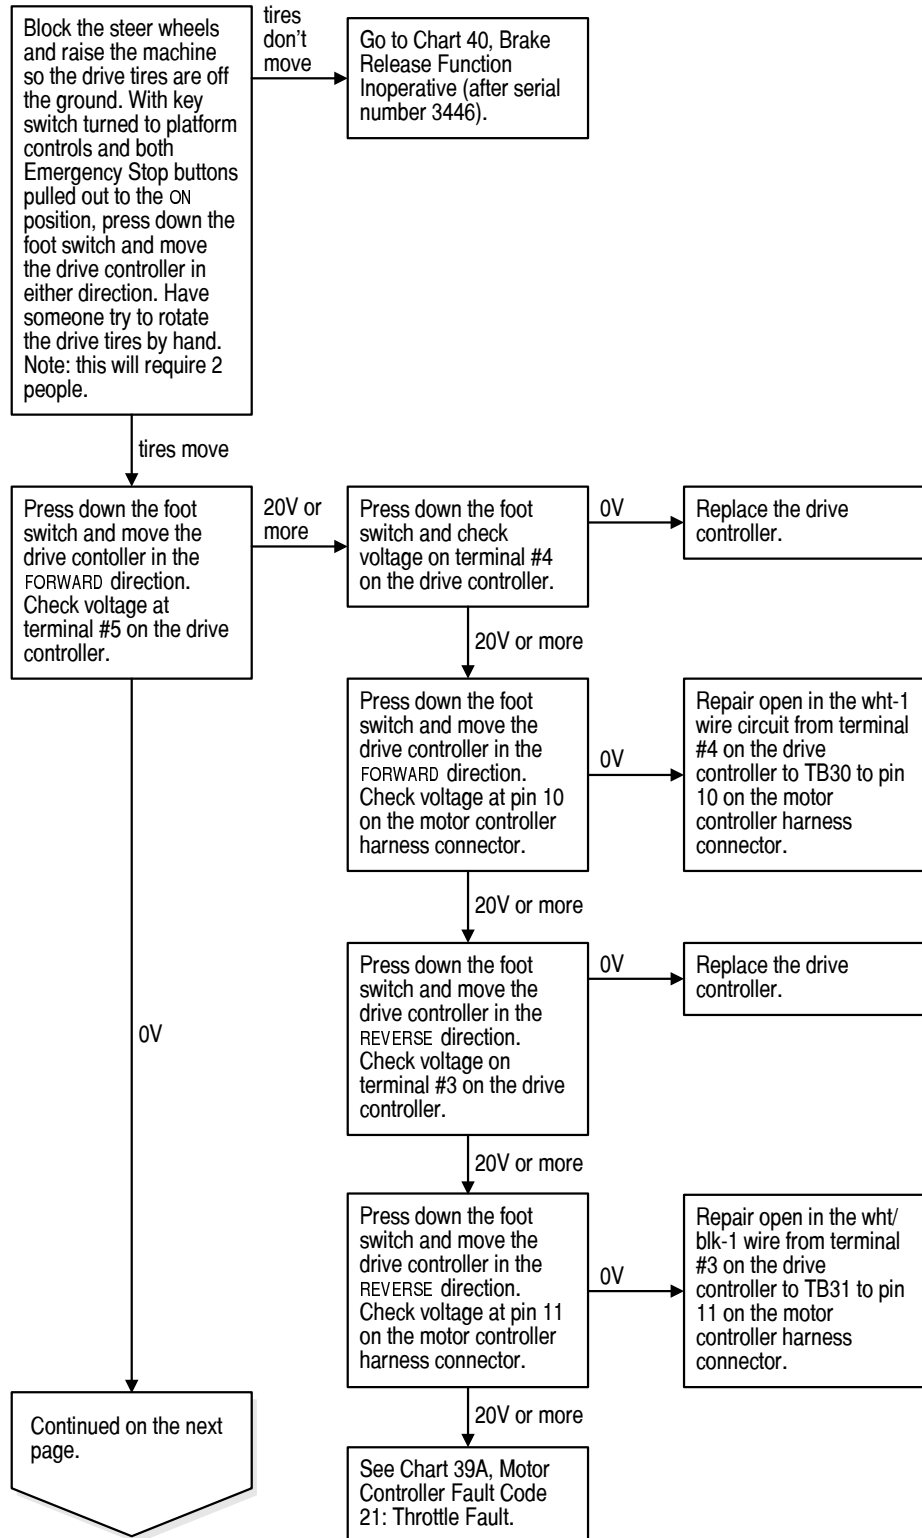 Block the steer wheels
and raise the machine
so the drive tires are off
the ground. With key
switch turned to platform
controls and both
Emergency Stop buttons
pulled out to the ON
position, press down the
foot switch and move
the drive controller in
either direction. Have
someone try to rotate
the drive tires by hand.
Note: this will require 2
people.
tires
don't
move
Go to Chart 40, Brake
Release Function
Inoperative (after serial
number 3446).
tires move
Press down the foot
switch and move the
drive contoller in the
FORWARD direction.
Check voltage at
terminal #5 on the drive
controller.
20V or
more
Press down the foot
switch and check
voltage on terminal #4
on the drive controller.
0V
Replace the drive
controller.
20V or more
Press down the foot
switch and move the
drive controller in the
FORWARD direction.
Check voltage at pin 10
on the motor controller
harness connector.
0V
Repair open in the wht-1
wire circuit from terminal
#4 on the drive
controller to TB30 to pin
10 on the motor
controller harness
connector.
20V or more
Press down the foot
switch and move the
drive controller in the
REVERSE direction.
Check voltage on
terminal #3 on the drive
controller.
0V
Replace the drive
controller.
0V
20V or more
Press down the foot
switch and move the
drive controller in the
REVERSE direction.
Check voltage at pin 11
on the motor controller
harness connector.
0V
Repair open in the wht/
blk-1 wire from terminal
#3 on the drive
controller to TB31 to pin
11 on the motor
controller harness
connector.
20V or more
Continued on the next
page.
See Chart 39A, Motor
Controller Fault Code
21: Throttle Fault.